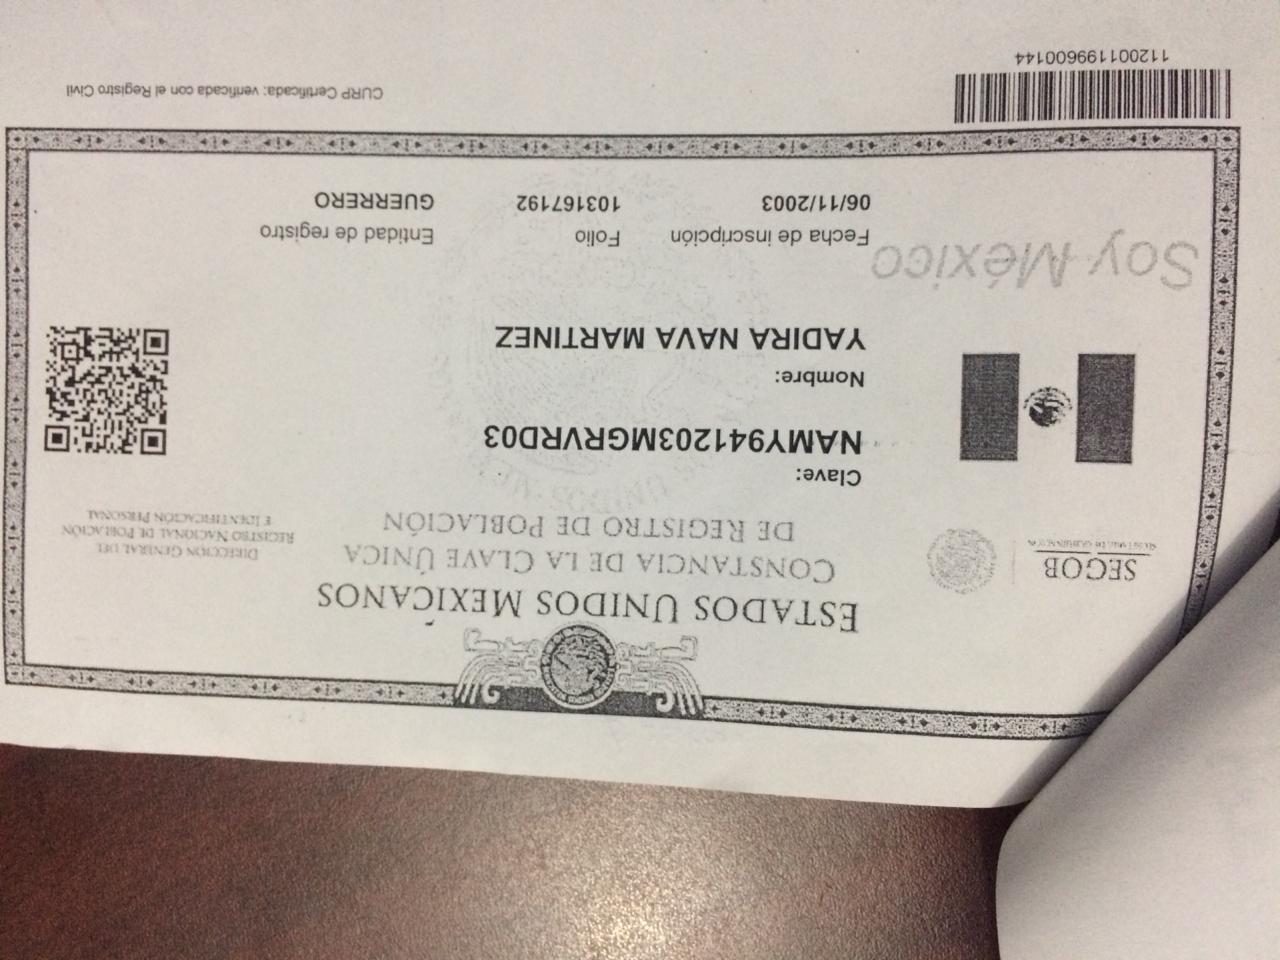 ESTADOS UNIDOS MEXICANOS
CONSTANCIA DE LA CLAVE ÚNICA
DE REGISTRO DE POBLACIÓN
SEGOB
SECRETARÍA DE GOBERNACIÓN
DIRECCIÓN GENERAL DEL
REGISTRO NACIONAL DE POBLACIÓN
E IDENTIFICACIÓN PERSONAL
Clave:
NAMY941203MGRVRD03
Nombre:
YADIRA NAVA MARTINEZ
Soy México
Fecha de inscripción
06/11/2003
Folio
103167192
Entidad de registro
GUERRERO
112001199600144
CURP Certificada: verificada con el Registro Civil